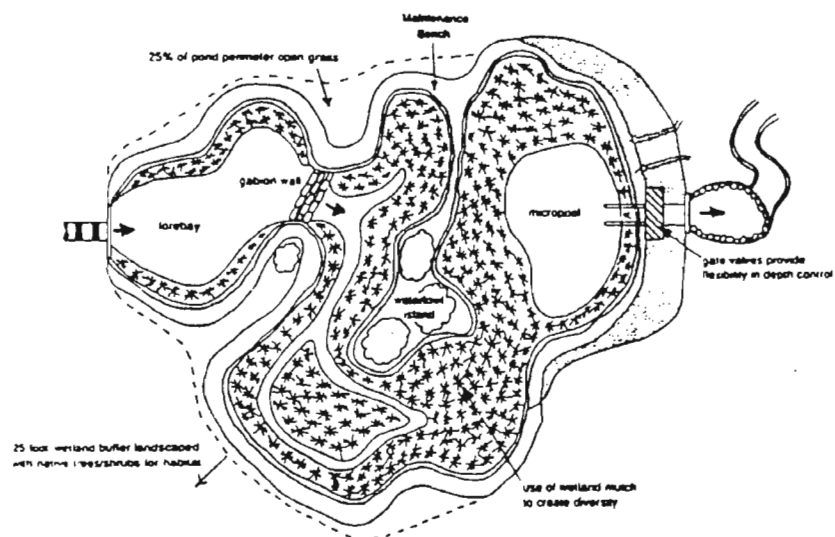 Maintenance
Bench
25% of pond perimeter open grass
gabion wall
forebay
micropool
waterfowl
island
gate valves provide
flexibility in depth control
25 foot wetland buffer landscaped
with native trees/shrubs for habitat
use of wetland mulch
to create diversity